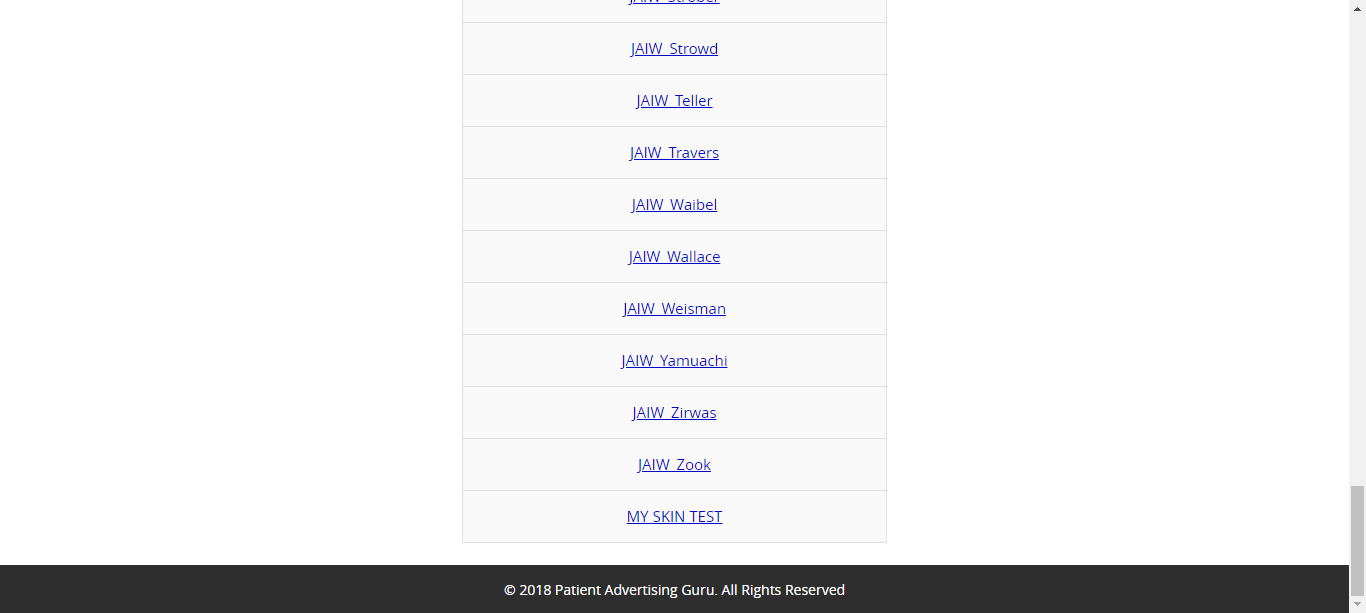 JAIW_Strober
JAIW_Strowd
JAIW_Teller
JAIW_Travers
JAIW_Waibel
JAIW_Wallace
JAIW_Weisman
JAIW_Yamuachi
JAIW_Zirwas
JAIW_Zook
MY SKIN TEST
© 2018 Patient Advertising Guru. All Rights Reserved